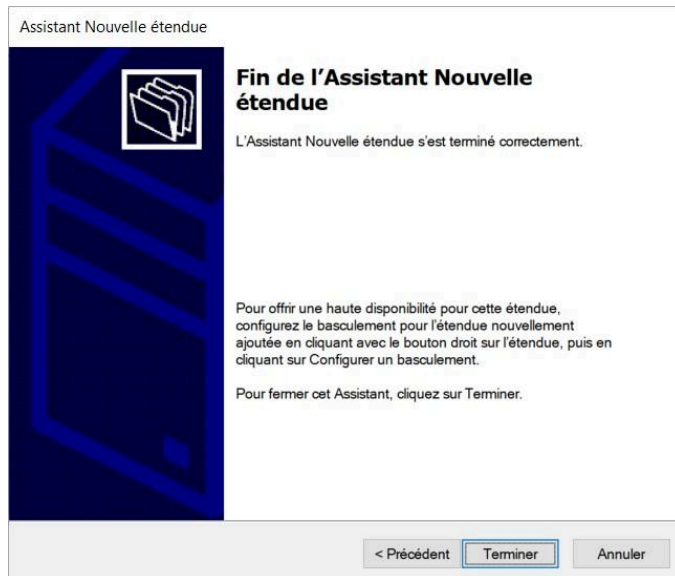 Assistant Nouvelle étendue
Fin de l’Assistant Nouvelle
étendue
L'Assistant Nouvelle étendue s'est terminé correctement.
Pour offrir une haute disponibilité pour cette étendue,
configurez le basculement pour l'étendue nouvellement
ajoutée en cliquant avec le bouton droit sur l'étendue, puis en
cliquant sur Configurer un basculement.
Pour fermer cet Assistant, cliquez sur Terminer.
< Précédent Terminer Annuler